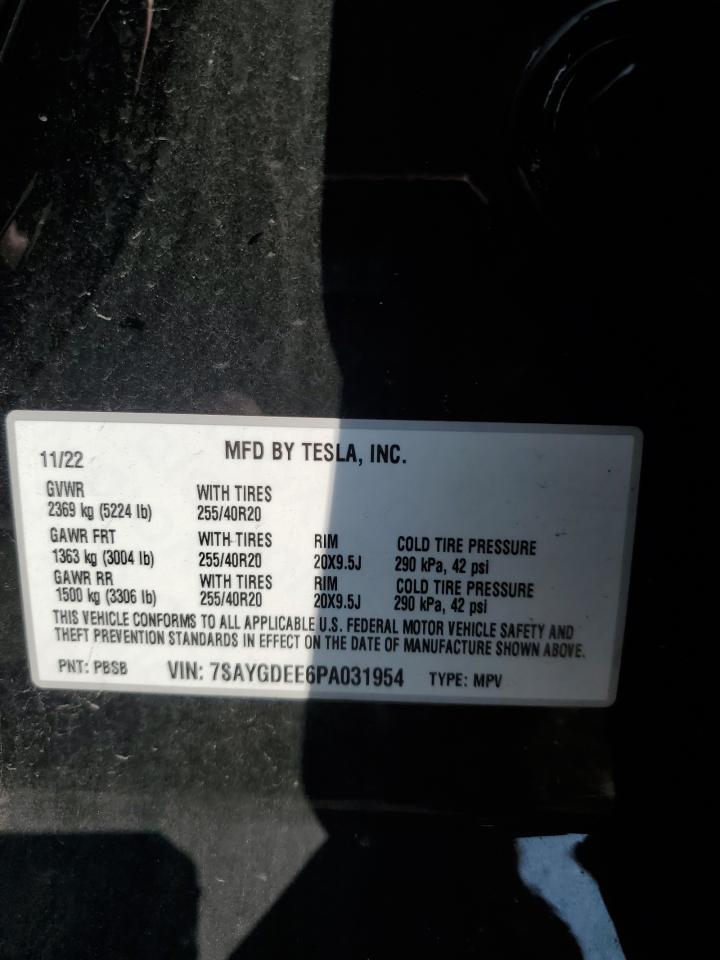 MFD BY TESLA, INC.
11/22
GVWR WITH TIRES
2369 kg (5224 lb) 255/40R20
GAWR FRT WITH TIRES RIM COLD TIRE PRESSURE
1363 kg (3004 lb) 255/40R20 20X9.5J 290 kPa, 42 psi
GAWR RR WITH TIRES RIM COLD TIRE PRESSURE
1500 kg (3306 lb) 255/40R20 20X9.5J 290 kPa, 42 psi
THIS VEHICLE CONFORMS TO ALL APPLICABLE U.S. FEDERAL MOTOR VEHICLE SAFETY AND
THEFT PREVENTION STANDARDS IN EFFECT ON THE DATE OF MANUFACTURE SHOWN ABOVE.
PNT: PBSB VIN: 7SAYGDEE6PA031954 TYPE: MPV